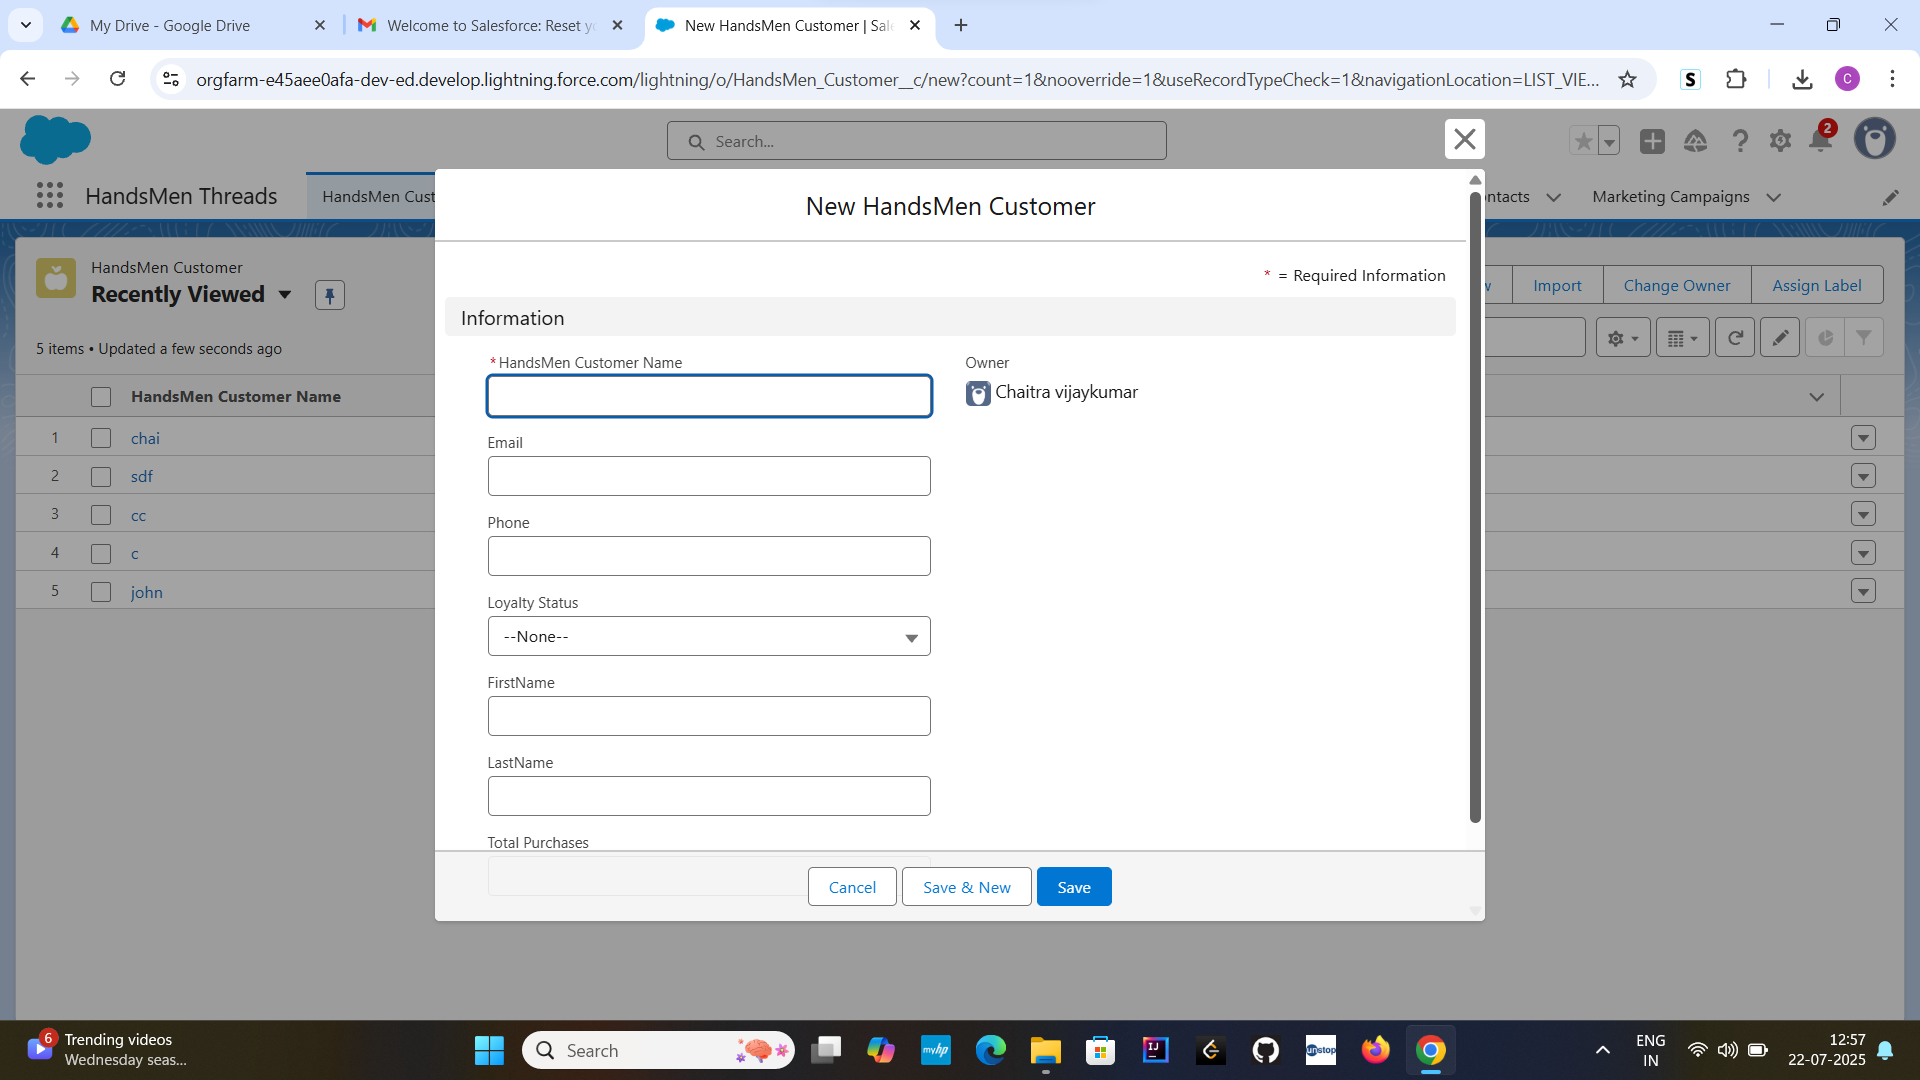 My Drive - Google Drive
Welcome to Salesforce: Reset yo
New HandsMen Customer | Sale
orgfarm-e45aee0afa-dev-ed.develop.lightning.force.com/lightning/o/HandsMen_Customer__c/new?count=1&nooverride=1&useRecordTypeCheck=1&navigationLocation=LIST_VIE...
S
C
Search...
2
HandsMen Threads
HandsMen Cust
ntacts
Marketing Campaigns
New HandsMen Customer
HandsMen Customer
Recently Viewed
w
Import
Change Owner
Assign Label
* = Required Information
Information
5 items • Updated a few seconds ago
*HandsMen Customer Name
Owner
Chaitra vijaykumar
HandsMen Customer Name
1 chai
2 sdf
3 cc
4 c
5 john
Email
Phone
Loyalty Status
--None--
FirstName
LastName
Total Purchases
Cancel
Save & New
Save
6
Trending videos
Wednesday seas...
Search
myhp
IJ
unstop
ENG
IN
12:57
22-07-2025